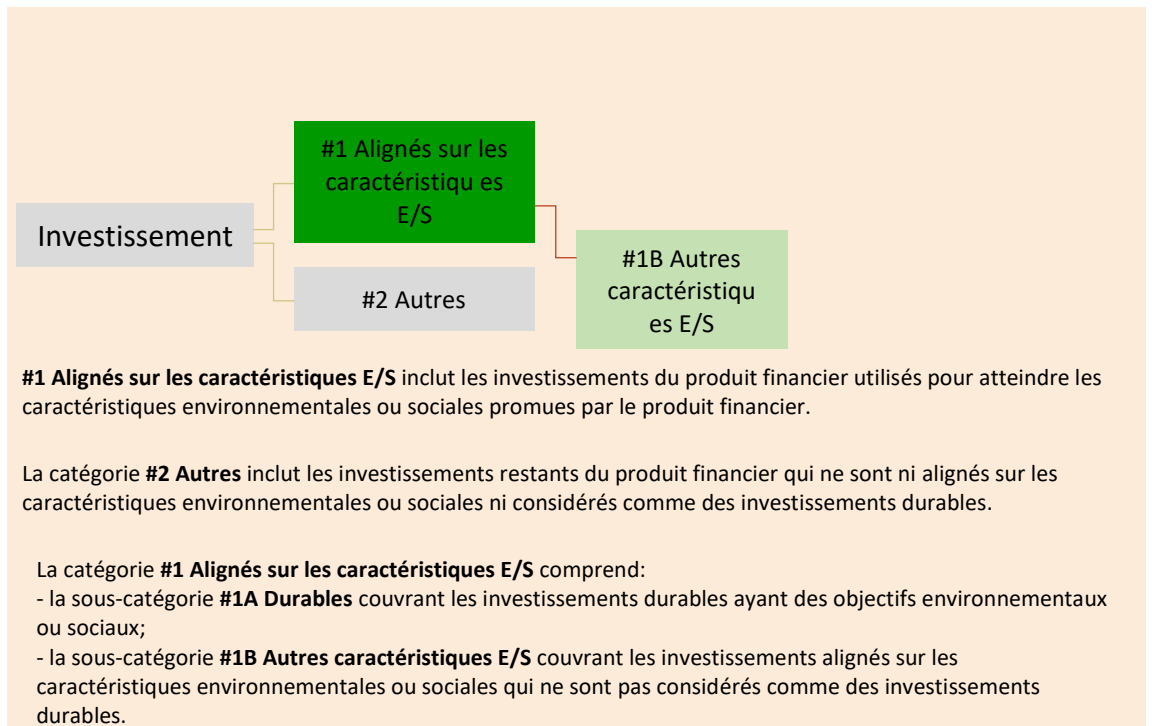 #1 Alignés sur les
caractéristiqu es
E/S
Investissement
#2 Autres
#1B Autres
caractéristiqu
es E/S
#1 Alignés sur les caractéristiques E/S inclut les investissements du produit financier utilisés pour atteindre les
caractéristiques environnementales ou sociales promues par le produit financier.
La catégorie #2 Autres inclut les investissements restants du produit financier qui ne sont ni alignés sur les
caractéristiques environnementales ou sociales ni considérés comme des investissements durables.
La catégorie #1 Alignés sur les caractéristiques E/S comprend:
- la sous-catégorie #1A Durables couvrant les investissements durables ayant des objectifs environnementaux
ou sociaux;
- la sous-catégorie #1B Autres caractéristiques E/S couvrant les investissements alignés sur les
caractéristiques environnementales ou sociales qui ne sont pas considérés comme des investissements
durables.